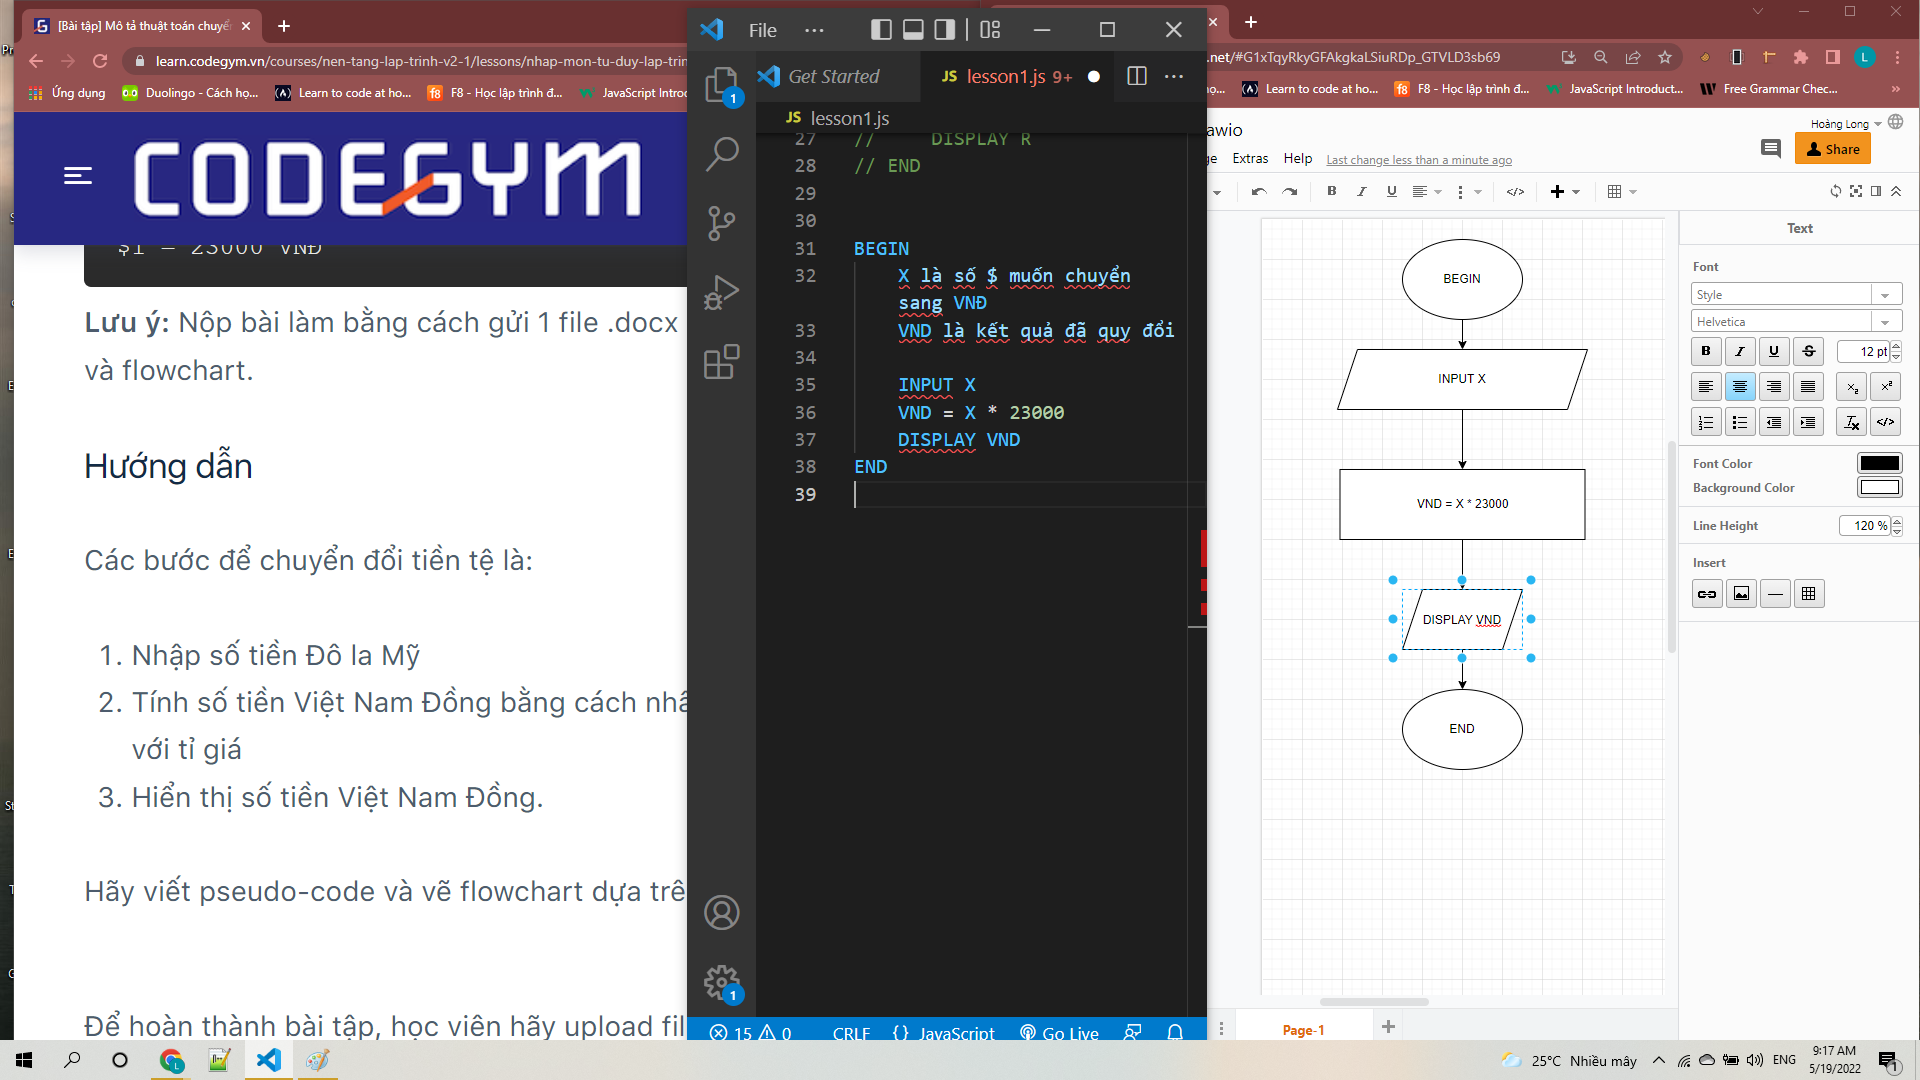 [Bài tập] Mô tả thuật toán chuyể
learn.codegym.vn/courses/nen-tang-lap-trinh-v2-1/lessons/nhap-mon-tu-duy-lap-trin
Ứng dụng
Duolingo - Cách họ...
Learn to code at ho...
F8 - Học lập trình đ...
JavaScript Introduc
CODEGYM
$1 = 23000 VNĐ
Lưu ý: Nộp bài làm bằng cách gửi 1 file .docx
và flowchart.
Hướng dẫn
Các bước để chuyển đổi tiền tệ là:
1. Nhập số tiền Đô la Mỹ
2. Tính số tiền Việt Nam Đồng bằng cách nhâ
với tỉ giá
3. Hiển thị số tiền Việt Nam Đồng.
Hãy viết pseudo-code và vẽ flowchart dựa trê
Để hoàn thành bài tập, học viên hãy upload fil
File
Get Started
JS lesson1.js 9+
JS lesson1.js
27 // DISPLAY R
28 // END
29
30
31 BEGIN
32 X là số $ muốn chuyển
sang VNĐ
33 VND là kết quả đã quy đổi
34
35 INPUT X
36 VND = X * 23000
37 DISPLAY VND
38 END
39
1
1
15 0 CRLF {} JavaScript Go Live
.net/#G1xTqyRkyGFAkgkaLSiuRDp_GTVLD3sb69
L
họ...
Learn to code at ho...
F8 - Học lập trình đ...
JavaScript Introduct...
Free Grammar Chec...
»
awio
Hoàng Long
Share
ge Extras Help Last change less than a minute ago
B I U
BEGIN
INPUT X
VND = X * 23000
DISPLAY VND
END
Text
Font
Style
Helvetica
B I U S 12 pt
Font Color
Background Color
Line Height 120 %
Insert
Page-1
25°C Nhiều mây
ENG
9:17 AM
5/19/2022
1